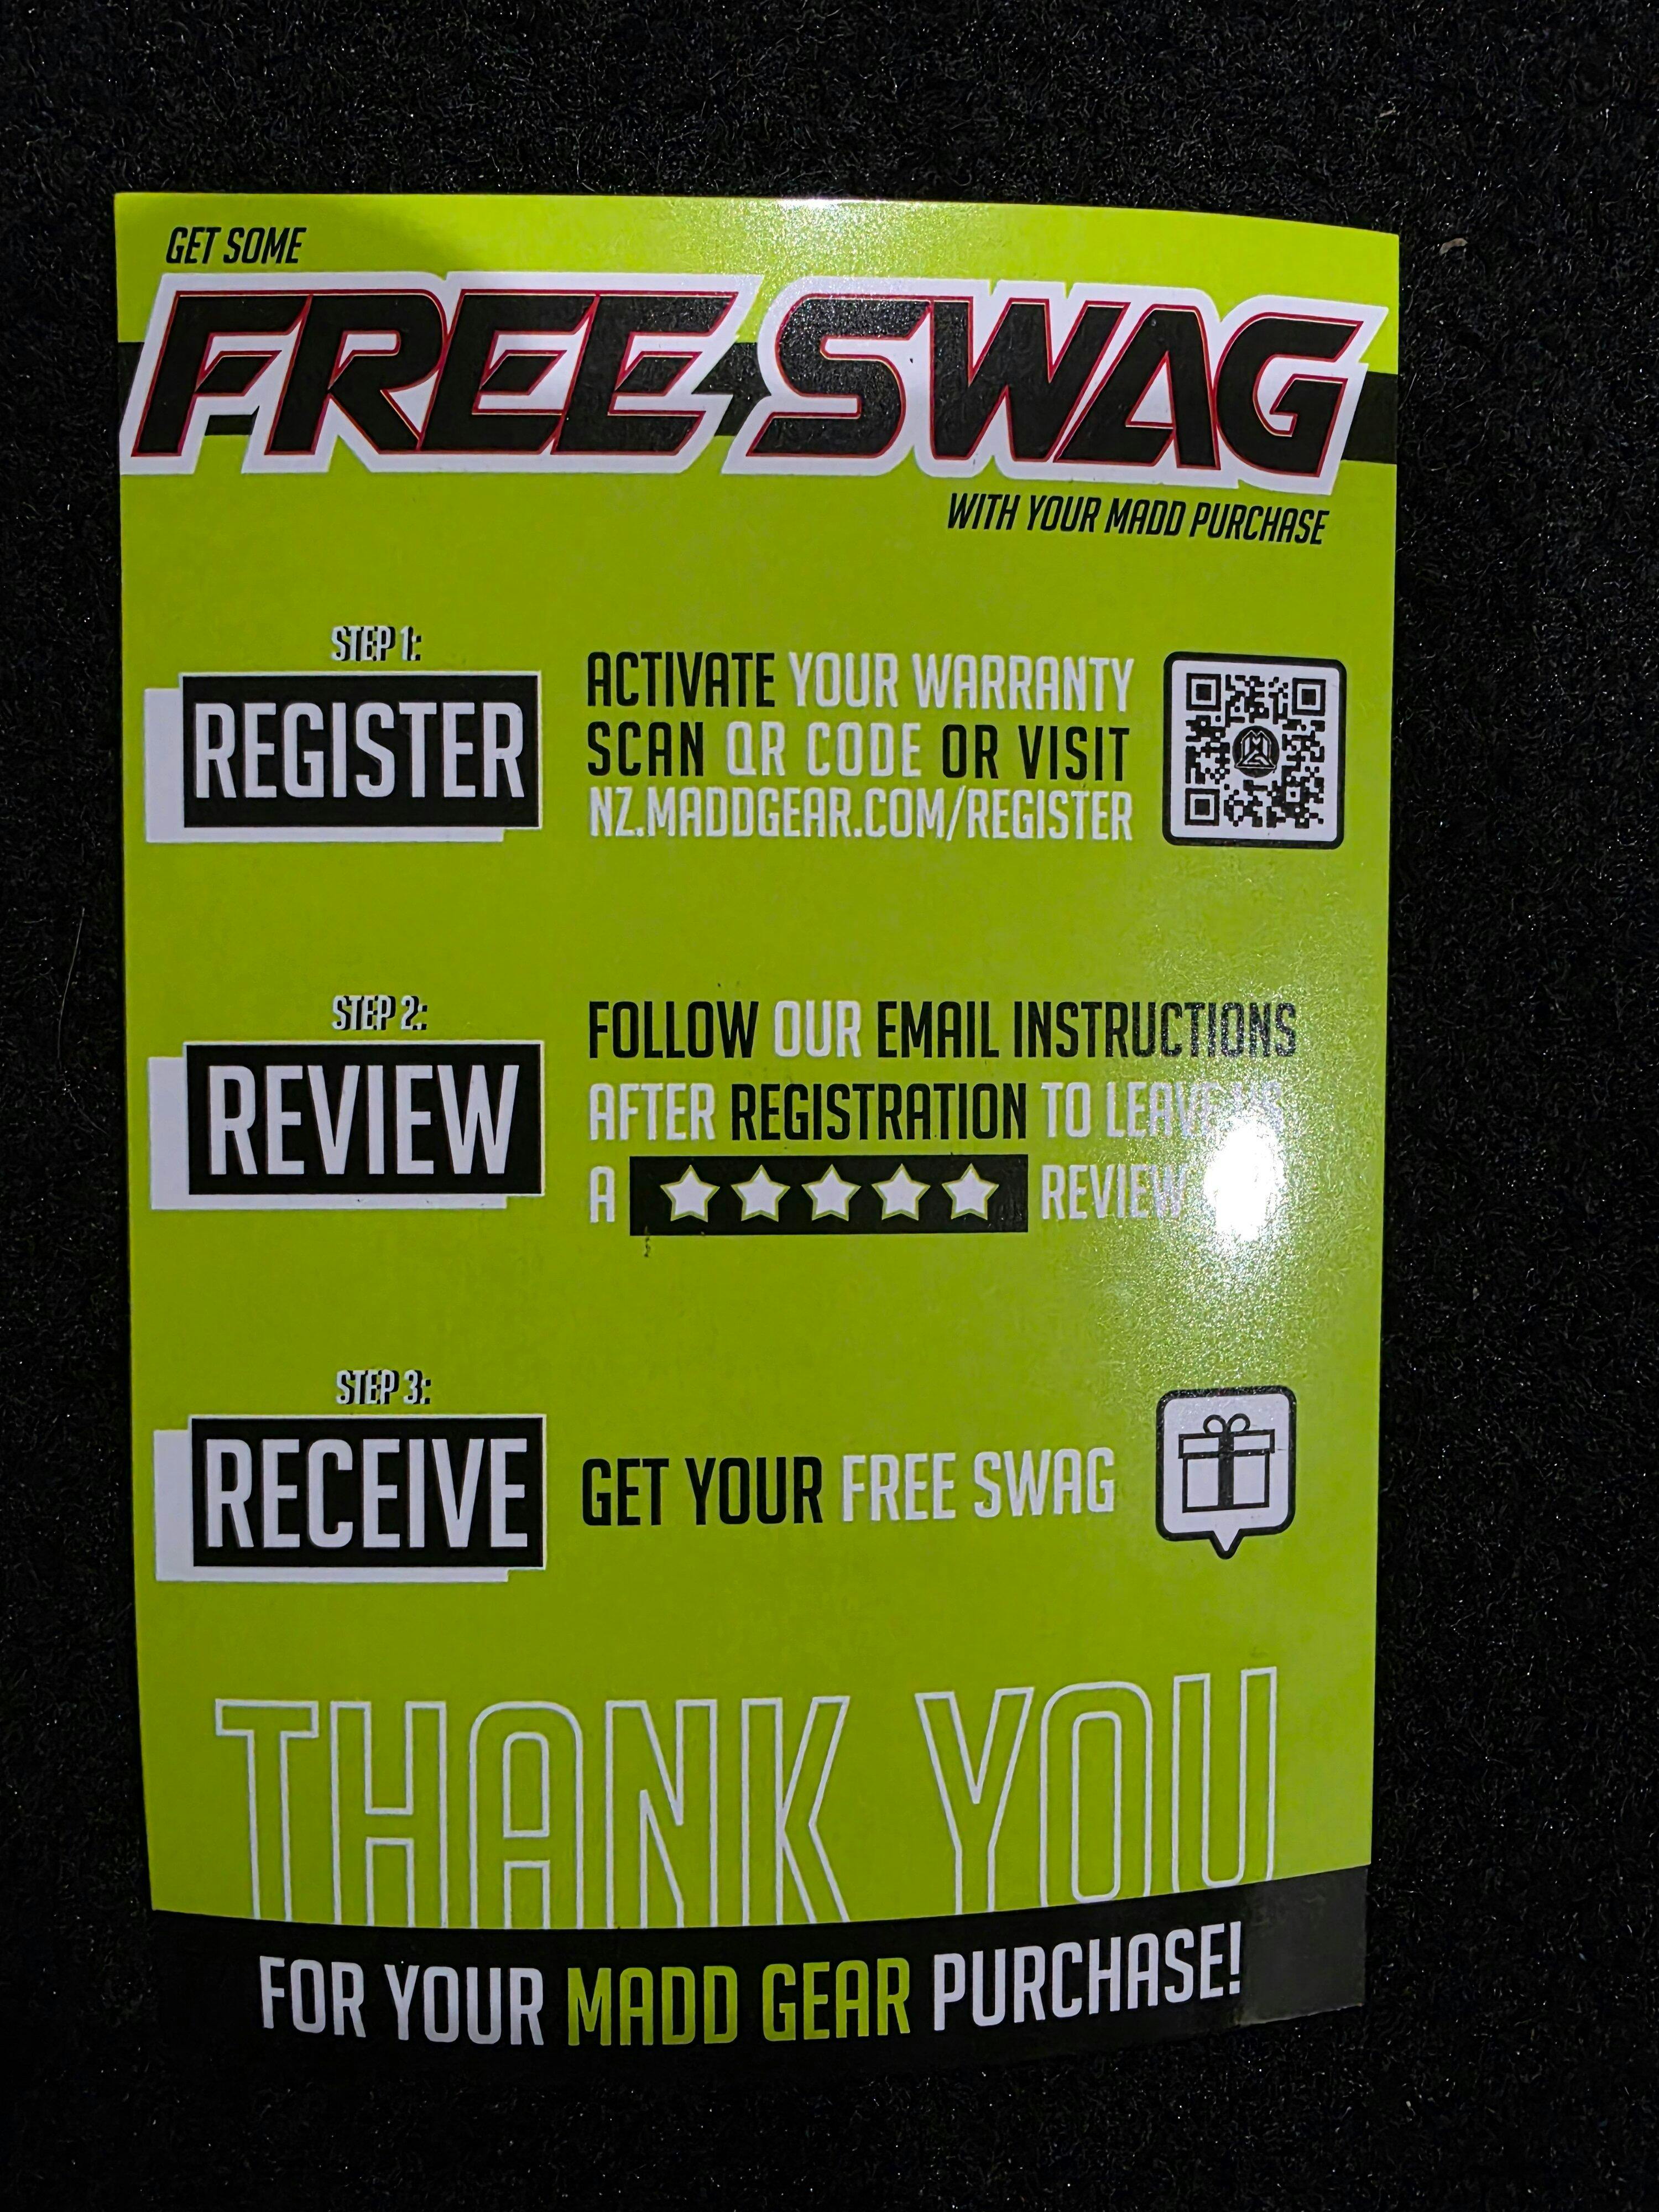 GET SOME
FREE SWAG
WITH YOUR MADD PURCHASE
STEP 1:
REGISTER
ACTIVATE YOUR WARRANTY
SCAN QR CODE OR VISIT
NZ.MADDGEAR.COM/REGISTER
STEP 2:
REVIEW
FOLLOW OUR EMAIL INSTRUCTIONS
AFTER REGISTRATION TO LEAVE US
A ★★★★★ REVIEW
STEP 3:
RECEIVE
GET YOUR FREE SWAG
THANK YOU
FOR YOUR MADD GEAR PURCHASE!